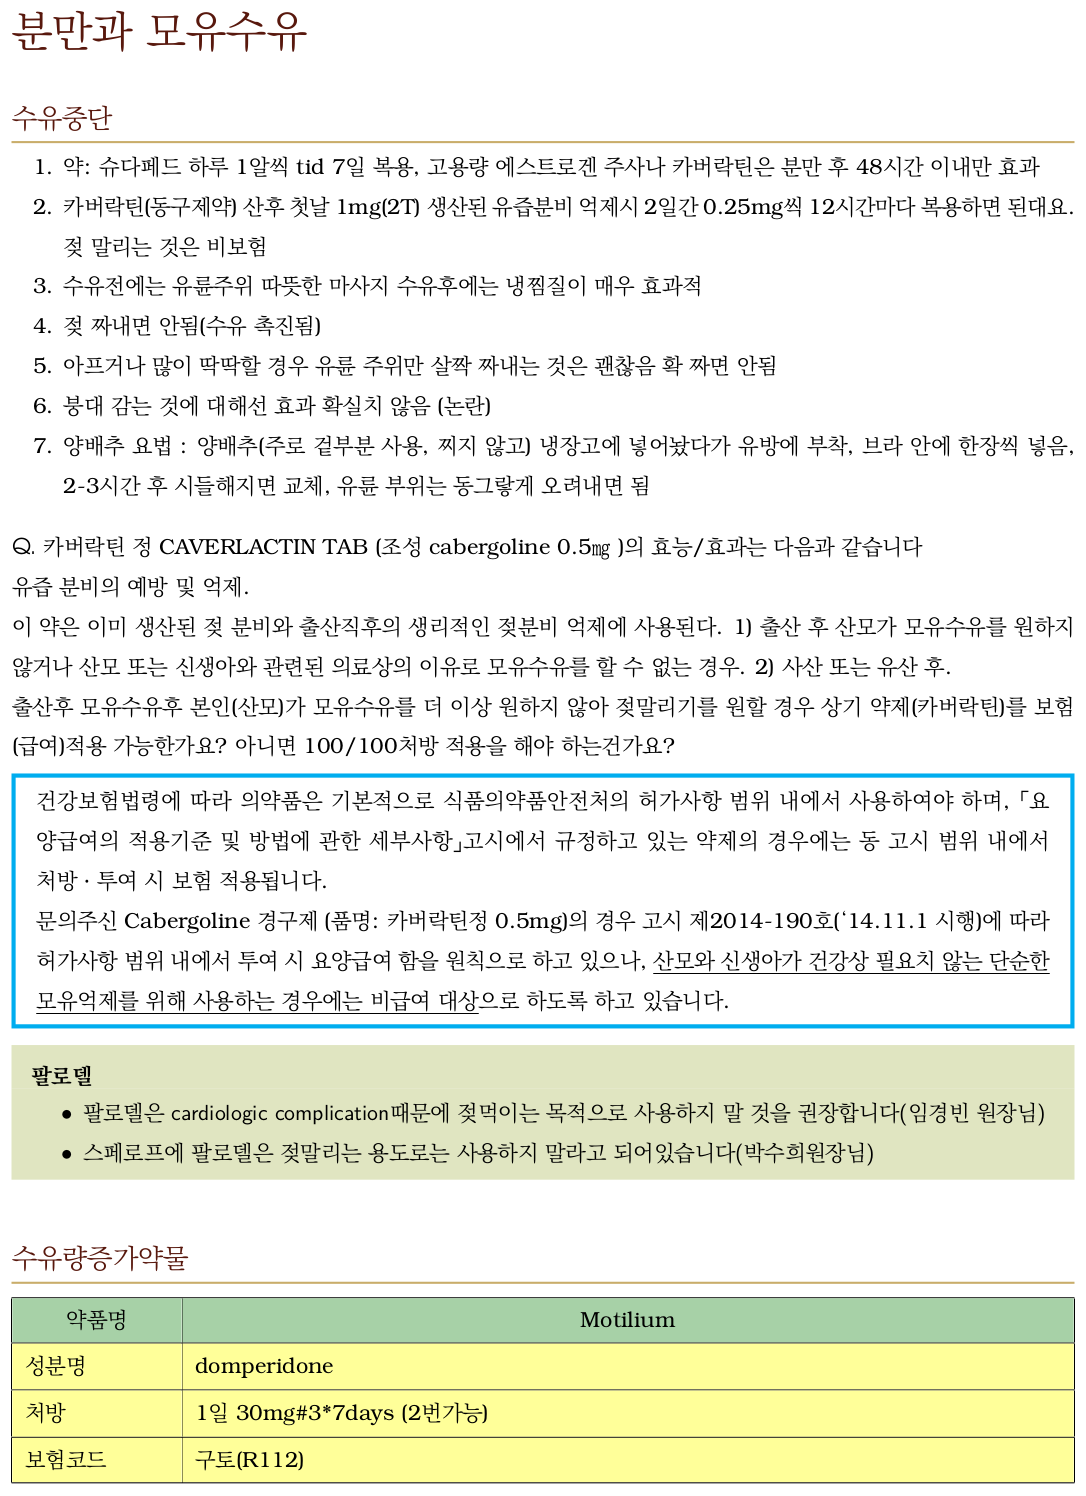 분만과 모유수유
수유중단
1. 약: 슈다페드 하루 1알씩 tid 7일 복용, 고용량 에스트로겐 주사나 카버락틴은 분만 후 48시간 이내만 효과
2. 카버락틴(동구제약) 산후 첫날 1mg(2T) 생산된 유즙분비 억제시 2일간 0.25mg씩 12시간마다 복용하면 된대요.
젖 말리는 것은 비보험
3. 수유전에는 유륜주위 따뜻한 마사지 수유후에는 냉찜질이 매우 효과적
4. 젖 짜내면 안됨(수유 촉진됨)
5. 아프거나 많이 딱딱할 경우 유륜 주위만 살짝 짜내는 것은 괜찮음 확 짜면 안됨
6. 붕대 감는 것에 대해선 효과 확실치 않음 (논란)
7. 양배추 요법 : 양배추(주로 겉부분 사용, 찌지 않고) 냉장고에 넣어놨다가 유방에 부착, 브라 안에 한장씩 넣음,
2-3시간 후 시들해지면 교체, 유륜 부위는 동그랗게 오려내면 됨
Q. 카버락틴 정 CAVERLACTIN TAB (조성 cabergoline 0.5㎎ )의 효능/효과는 다음과 같습니다
유즙 분비의 예방 및 억제.
이 약은 이미 생산된 젖 분비와 출산직후의 생리적인 젖분비 억제에 사용된다. 1) 출산 후 산모가 모유수유를 원하지
않거나 산모 또는 신생아와 관련된 의료상의 이유로 모유수유를 할 수 없는 경우. 2) 사산 또는 유산 후.
출산후 모유수유후 본인(산모)가 모유수유를 더 이상 원하지 않아 젖말리기를 원할 경우 상기 약제(카버락틴)를 보험
(급여)적용 가능한가요? 아니면 100/100처방 적용을 해야 하는건가요?
건강보험법령에 따라 의약품은 기본적으로 식품의약품안전처의 허가사항 범위 내에서 사용하여야 하며, 「요
양급여의 적용기준 및 방법에 관한 세부사항」고시에서 규정하고 있는 약제의 경우에는 동 고시 범위 내에서
처방 · 투여 시 보험 적용됩니다.
문의주신 Cabergoline 경구제 (품명: 카버락틴정 0.5mg)의 경우 고시 제2014-190호(‘14.11.1 시행)에 따라
허가사항 범위 내에서 투여 시 요양급여 함을 원칙으로 하고 있으나, 산모와 신생아가 건강상 필요치 않는 단순한
모유억제를 위해 사용하는 경우에는 비급여 대상으로 하도록 하고 있습니다.
팔로델
• 팔로델은 cardiologic complication때문에 젖먹이는 목적으로 사용하지 말 것을 권장합니다(임경빈 원장님)
• 스페로프에 팔로델은 젖말리는 용도로는 사용하지 말라고 되어있습니다(박수희원장님)
수유량증가약물
약품명 Motilium
성분명 domperidone
처방 1일 30mg#3*7days (2번가능)
보험코드 구토(R112)